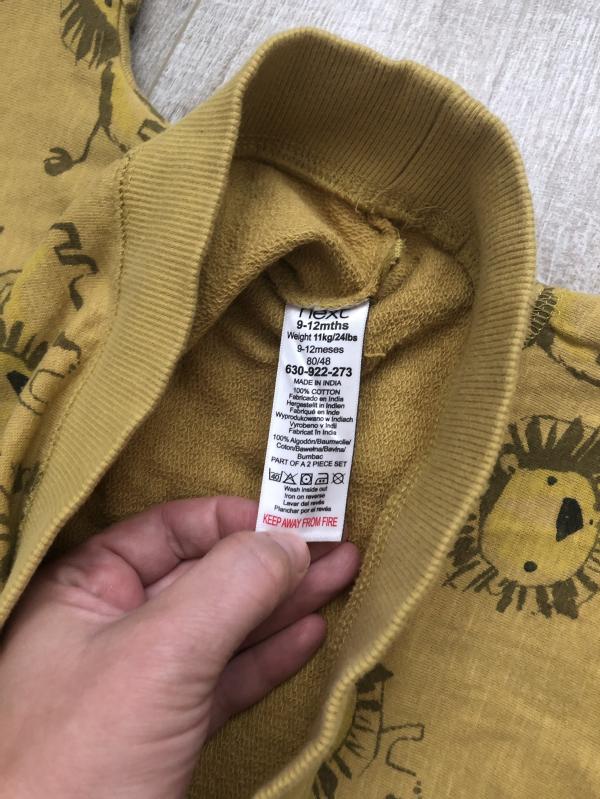 next
9-12mths
Weight 11kg/24lbs
9-12meses
80/48
630-922-273
MADE IN INDIA
100% COTTON
Fabricado en India
Hergestellt in Indien
Fabriqué en Inde
Wyprodukowano w Indiach
Vyrobeno v Indii
Fabricat în India
100% Algodón/Baumwolle/
Coton/Bawełna/Bavlna/
Bumbac
PART OF A 2 PIECE SET
40
Wash inside out
Iron on reverse
Lavar del revés
Planchar por el revés
KEEP AWAY FROM FIRE